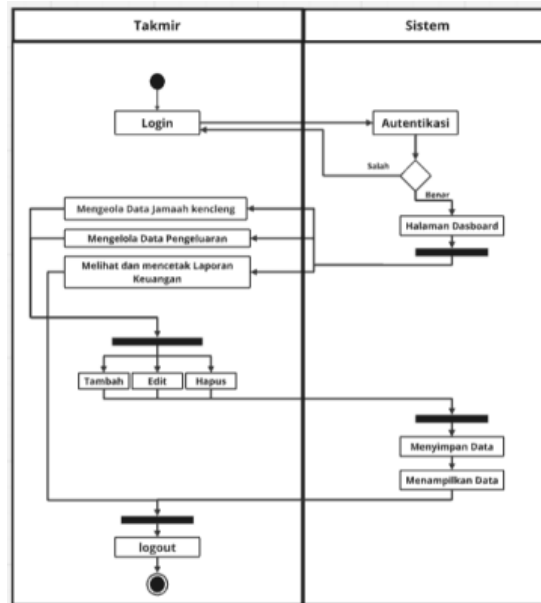 Takmir
Sistem
Login
Autentikasi
Salah
Benar
Mengeola Data Jamaah kencleng
Halaman Dasboard
Mengelola Data Pengeluaran
Melihat dan mencetak Laporan
Keuangan
Tambah
Edit
Hapus
Menyimpan Data
Menampilkan Data
logout